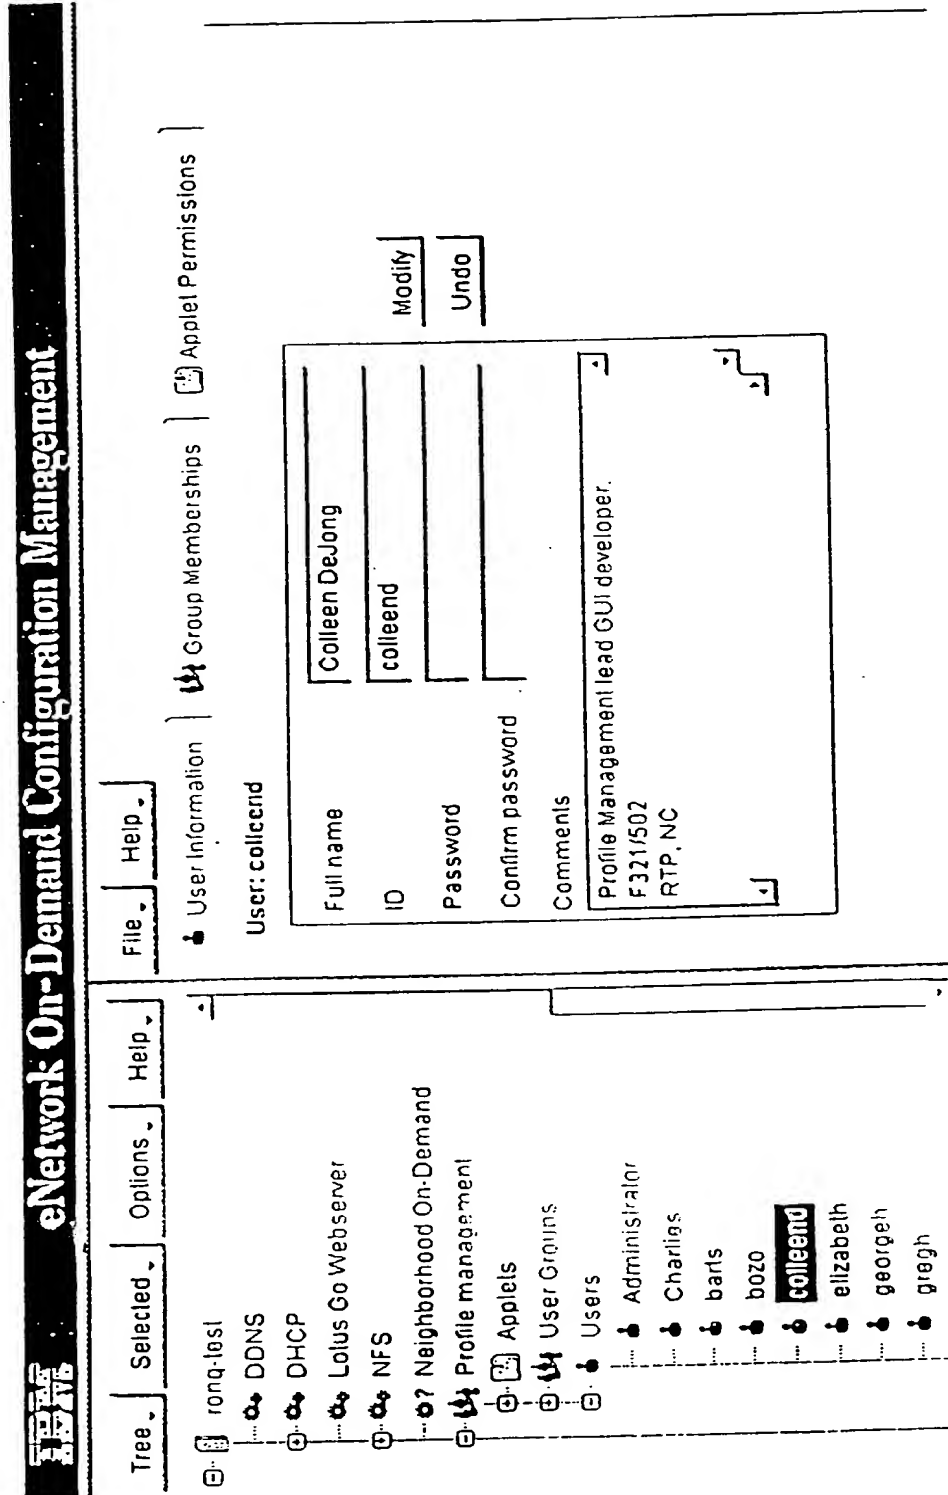 IBM eNetwork On-Demand Configuration Management
Tree Selected Options Help
ronq-test
DDNS
DHCP
Lotus Go Webserver
NFS
Neighborhood On-Demand
Profile management
Applets
User Groups
Users
Administrator
Charlies
barts
bozo
colleend
elizabeth
georgeh
gregh
File Help
User Information Group Memberships Applet Permissions
User: colleend
Full name Colleen DeJong
ID colleend
Modify
Password
Undo
Confirm password
Comments
Profile Management lead GUI developer.
F321/502
RTP, NC